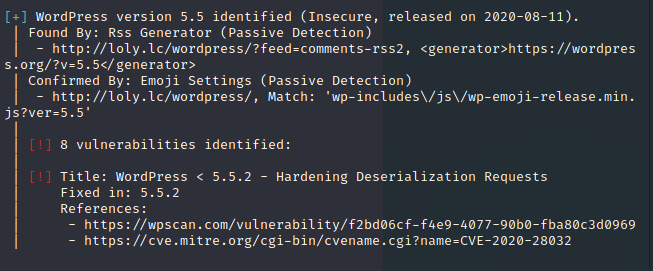 [+] WordPress version 5.5 identified (Insecure, released on 2020-08-11).
| Found By: Rss Generator (Passive Detection)
|  - http://loly.lc/wordpress/?feed=comments-rss2, <generator>https://wordpres
s.org/?v=5.5</generator>
| Confirmed By: Emoji Settings (Passive Detection)
|  - http://loly.lc/wordpress/, Match: 'wp-includes\/js\/wp-emoji-release.min.
js?ver=5.5'
|
| [!] 8 vulnerabilities identified:
|
| [!] Title: WordPress < 5.5.2 - Hardening Deserialization Requests
|     Fixed in: 5.5.2
|     References:
|      - https://wpscan.com/vulnerability/f2bd06cf-f4e9-4077-90b0-fba80c3d0969
|      - https://cve.mitre.org/cgi-bin/cvename.cgi?name=CVE-2020-28032